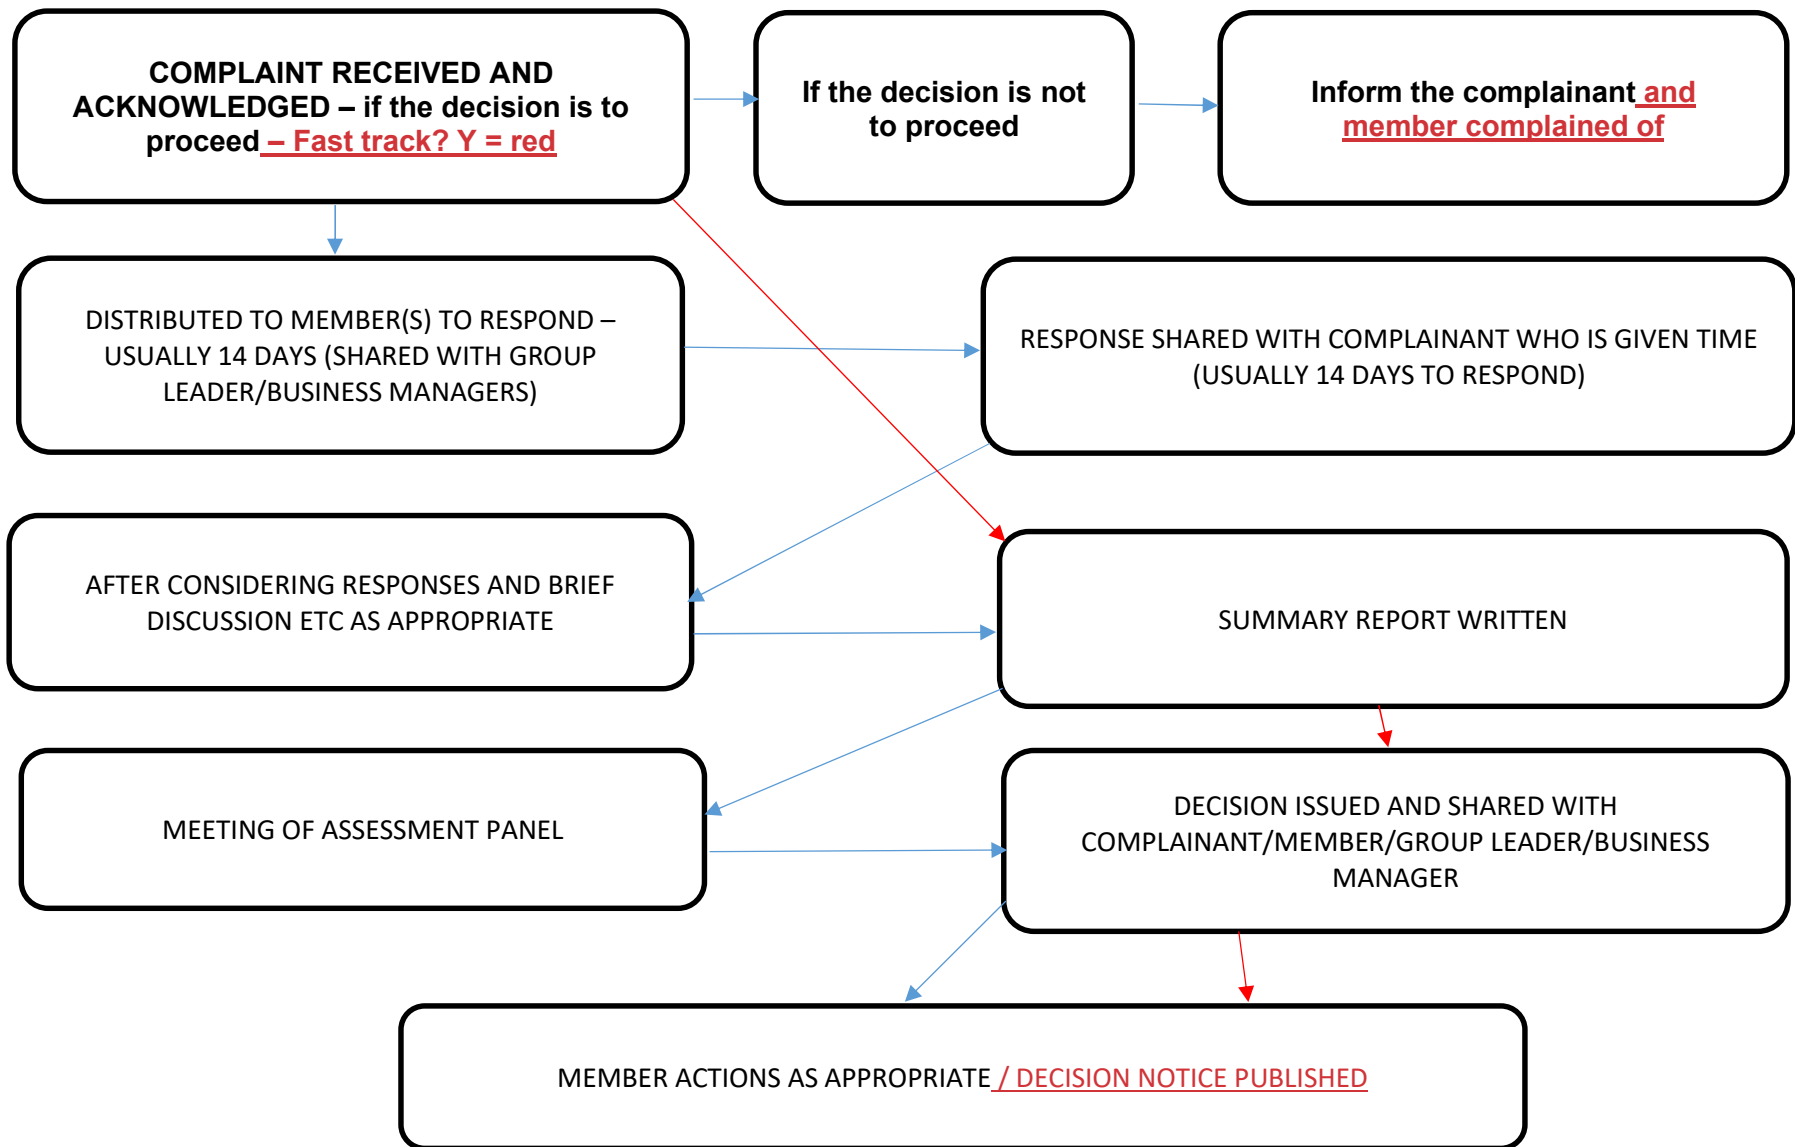 COMPLAINT RECEIVED AND
ACKNOWLEDGED – if the decision is to
proceed – Fast track? Y = red
If the decision is not
to proceed
Inform the complainant and
member complained of
DISTRIBUTED TO MEMBER(S) TO RESPOND –
USUALLY 14 DAYS (SHARED WITH GROUP
LEADER/BUSINESS MANAGERS)
RESPONSE SHARED WITH COMPLAINANT WHO IS GIVEN TIME
(USUALLY 14 DAYS TO RESPOND)
AFTER CONSIDERING RESPONSES AND BRIEF
DISCUSSION ETC AS APPROPRIATE
SUMMARY REPORT WRITTEN
MEETING OF ASSESSMENT PANEL
DECISION ISSUED AND SHARED WITH
COMPLAINANT/MEMBER/GROUP LEADER/BUSINESS
MANAGER
MEMBER ACTIONS AS APPROPRIATE / DECISION NOTICE PUBLISHED